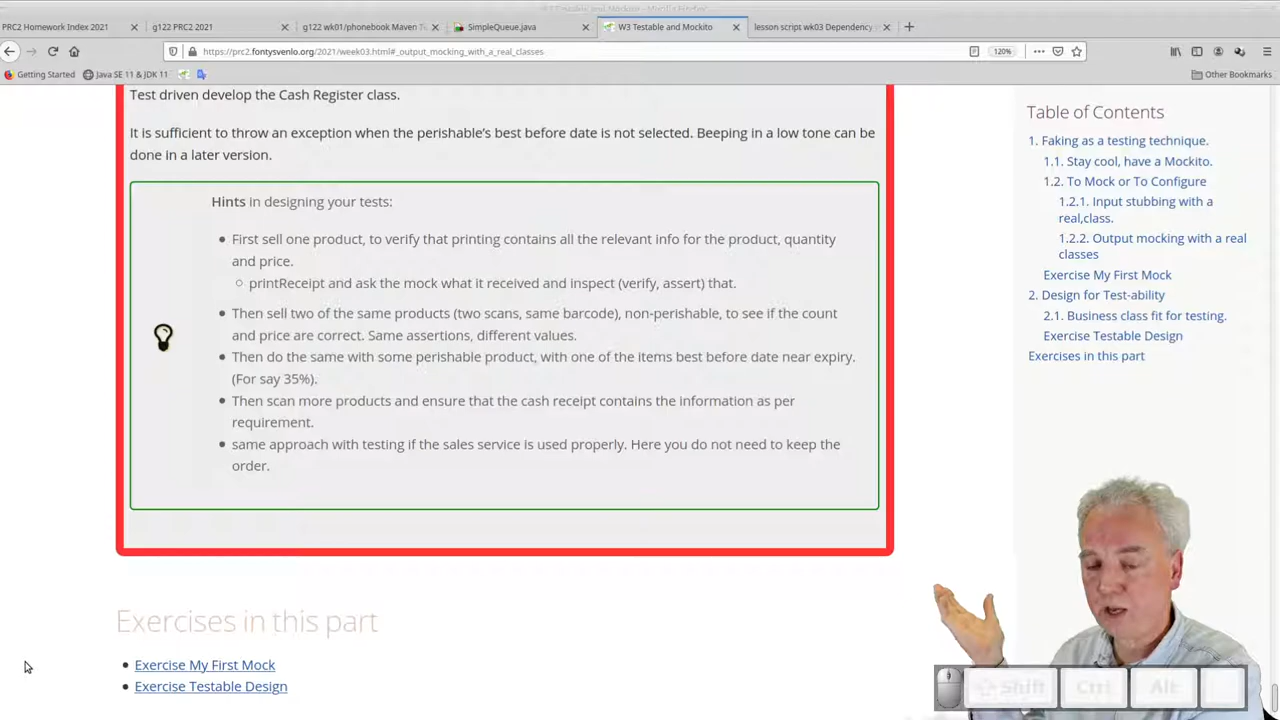 W3 Testable and Mockito - Mozilla Firefox
PRC2 Homework Index 2021
g122 PRC2 2021
g122 wk01/phonebook Maven T
SimpleQueue.java
W3 Testable and Mockito
lesson script wk03 Dependency
https://prc2.fontysvenlo.org/2021/week03.html#_output_mocking_with_a_real_classes
120%
Getting Started
Java SE 11 & JDK 11
Other Bookmarks
Test driven develop the Cash Register class.
It is sufficient to throw an exception when the perishable's best before date is not selected. Beeping in a low tone can be
done in a later version.
Hints in designing your tests:
First sell one product, to verify that printing contains all the relevant info for the product, quantity
and price.
printReceipt and ask the mock what it received and inspect (verify, assert) that.
Then sell two of the same products (two scans, same barcode), non-perishable, to see if the count
and price are correct. Same assertions, different values.
Then do the same with some perishable product, with one of the items best before date near expiry.
(For say 35%).
Then scan more products and ensure that the cash receipt contains the information as per
requirement.
same approach with testing if the sales service is used properly. Here you do not need to keep the
order.
Exercises in this part
Exercise My First Mock
Exercise Testable Design
Table of Contents
1. Faking as a testing technique.
1.1. Stay cool, have a Mockito.
1.2. To Mock or To Configure
1.2.1. Input stubbing with a
real,class.
1.2.2. Output mocking with a real
classes
Exercise My First Mock
2. Design for Test-ability
2.1. Business class fit for testing.
Exercise Testable Design
Exercises in this part
Shift
Ctrl
Alt